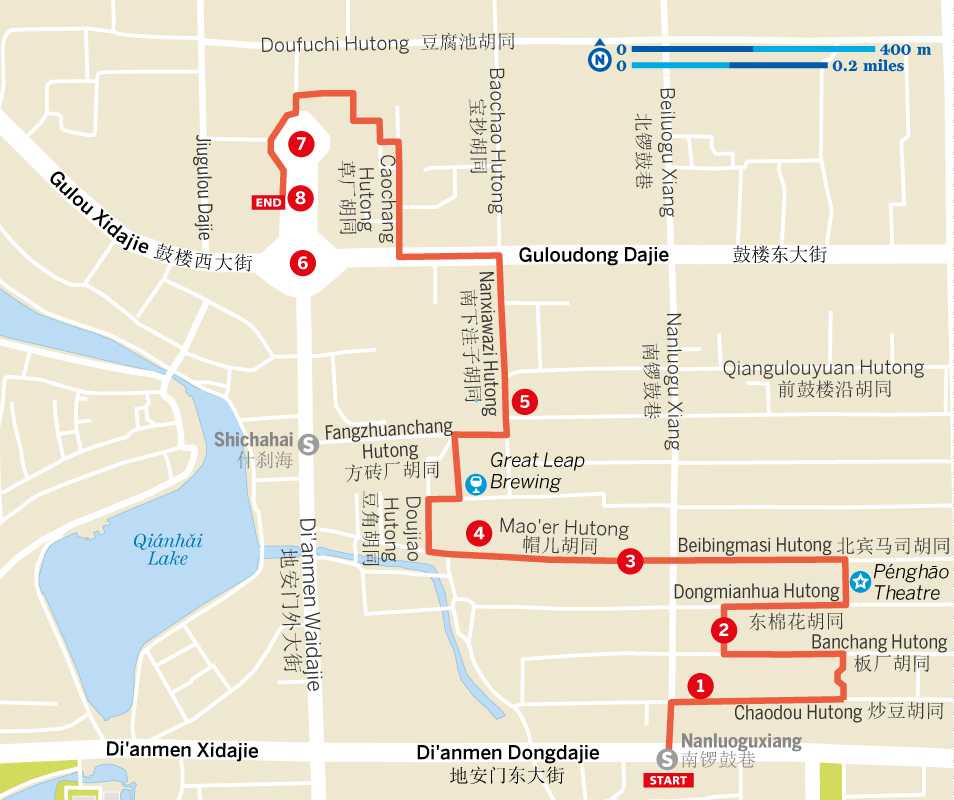 Doufuchi Hutong 豆腐池胡同
N
0 400 m
0 0.2 miles
Baochao Hutong
宝抄胡同
Beiluogu Xiang
北锣鼓巷
Jiugulou Dajie
7
Caochang
Hutong
草厂胡同
END
8
Gulou Xidajie 鼓楼西大街
6
Guloudong Dajie 鼓楼东大街
Nanxiawazi Hutong
南下洼子胡同
Nanluogu Xiang
南锣鼓巷
Qiangulouyuan Hutong
前鼓楼沿胡同
5
Shichahai S
什刹海
Fangzhuanchang
Hutong
方砖厂胡同
Great Leap
Brewing
Doujiao
Hutong
豆角胡同
4
Mao'er Hutong
帽儿胡同
Qiánhǎi
Lake
Di'anmen Waidajie
地安门外大街
3
Beibingmasi Hutong 北宾马司胡同
Pénghāo
Theatre
Dongmianhua Hutong
东棉花胡同
2
Banchang Hutong
板厂胡同
1
Chaodou Hutong 炒豆胡同
Di'anmen Xidajie
Di'anmen Dongdajie
地安门东大街
Nanluoguxiang
S 南锣鼓巷
START